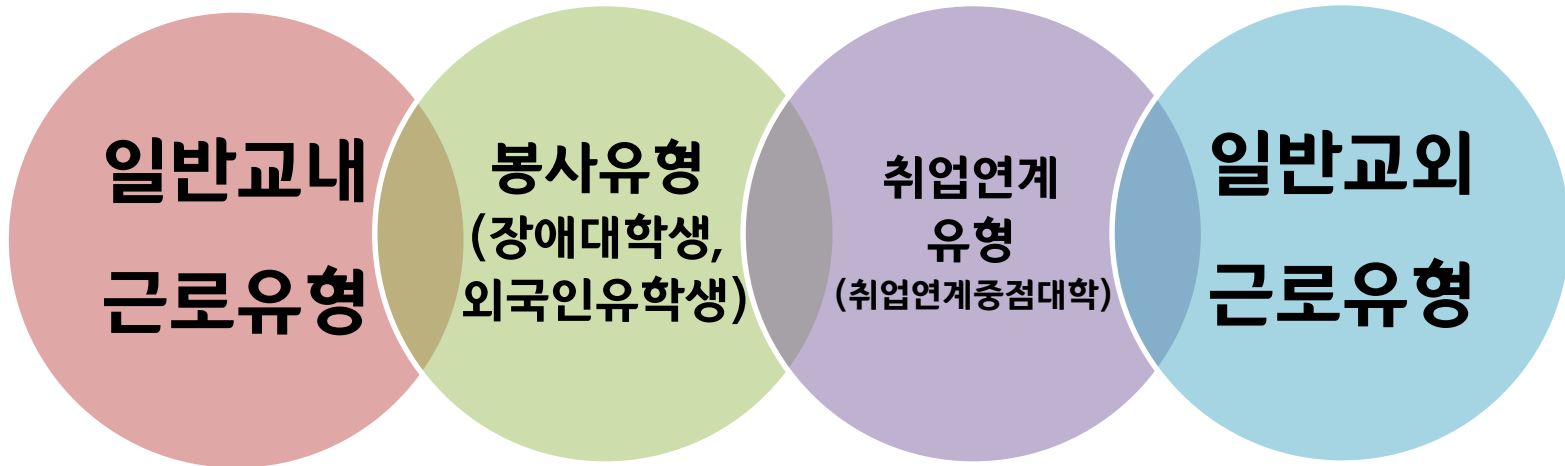 일반교내
근로유형
봉사유형
(장애대학생,
외국인유학생)
취업연계
유형
(취업연계중점대학)
일반교외
근로유형